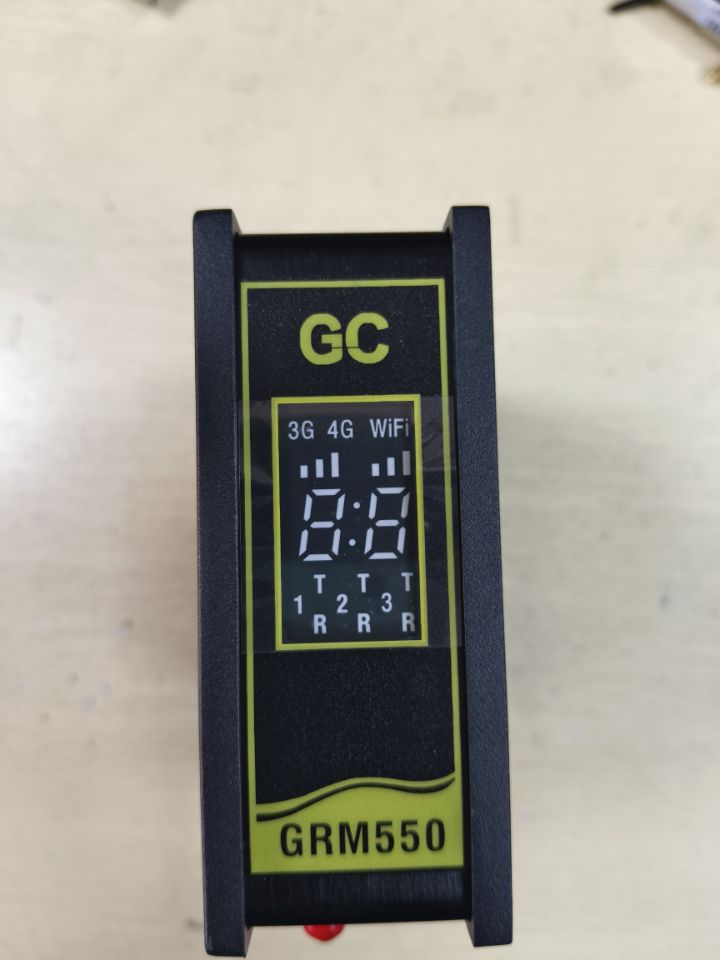 GC
3G 4G WiFi
8:8
T T T
1 2 3
R R R
GRM550